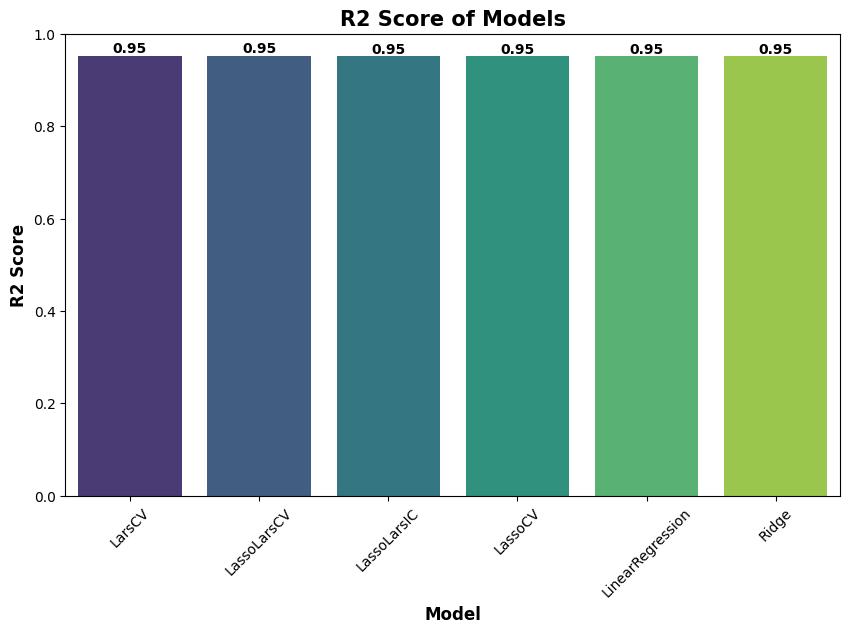 R2 Score of Models
1.0
0.8
0.6
0.4
0.2
0.0
R2 Score
0.95 0.95 0.95 0.95 0.95 0.95
LarsCV LassoLarsCV LassoLarsIC LassoCV LinearRegression Ridge
Model